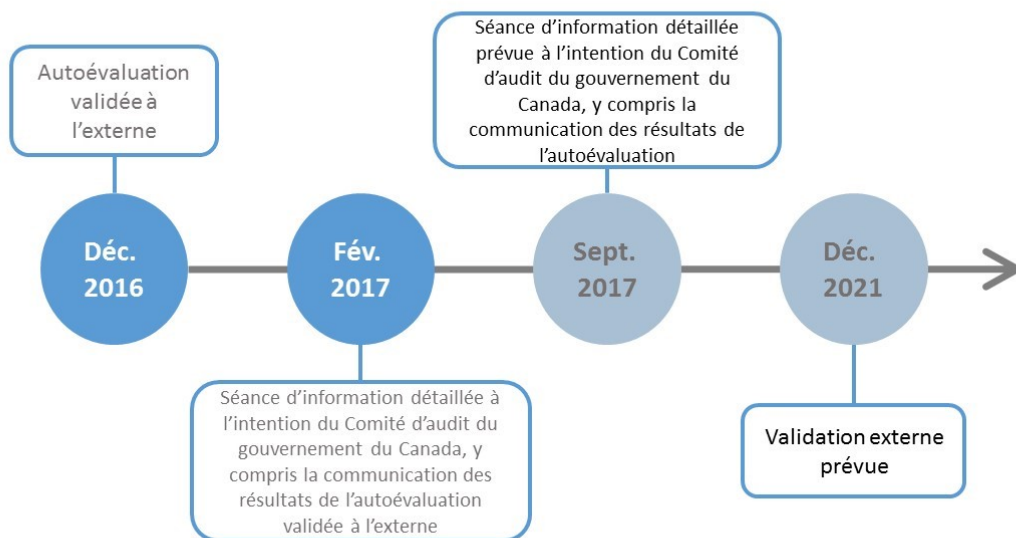 Autoévaluation
validée à
l’externe
Déc.
2016
Séance d’information détaillée à
l’intention du Comité d’audit du
gouvernement du Canada, y
compris la communication des
résultats de l’autoévaluation
validée à l’externe
Fév.
2017
Séance d’information détaillée
prévue à l’intention du Comité
d’audit du gouvernement du
Canada, y compris la
communication des résultats de
l’autoévaluation
Sept.
2017
Déc.
2021
Validation externe
prévue